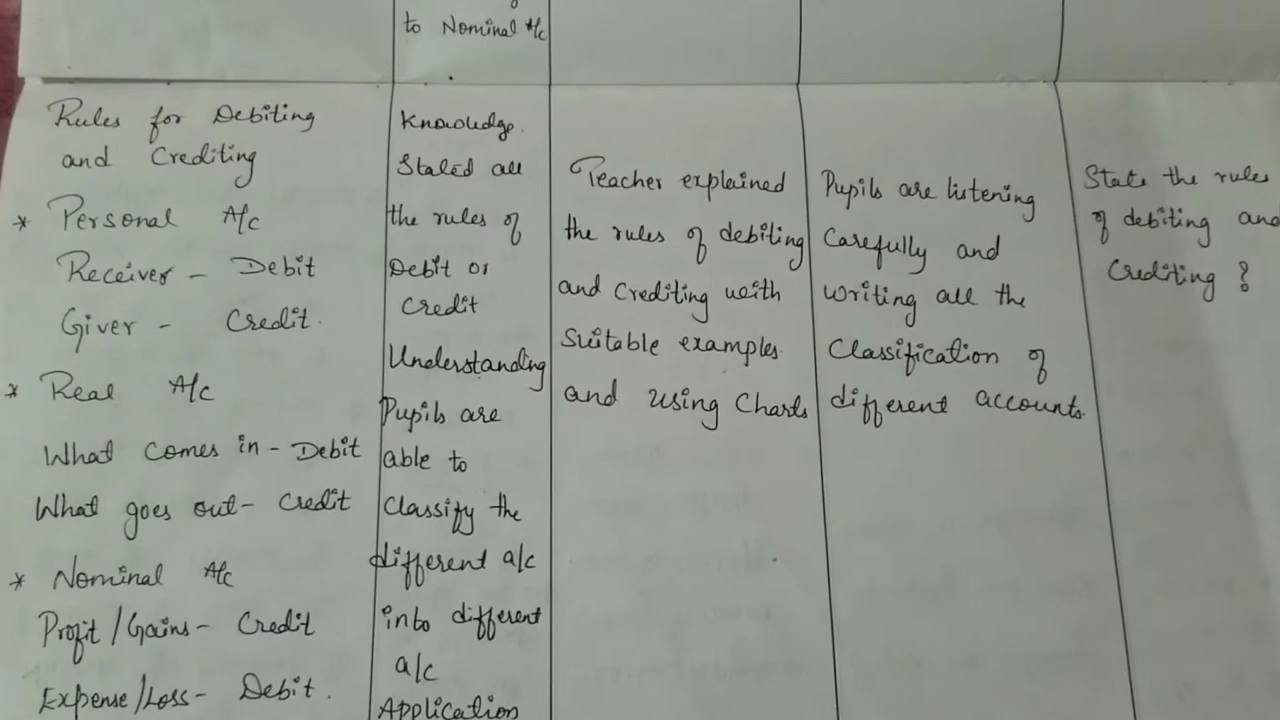 to Nominal A/c
Rules for Debiting
and Crediting
* Personal A/c
Receiver - Debit
Giver - Credit.
* Real A/c
What comes in - Debit
What goes out - Credit
* Nominal A/c
Profit / Gains - Credit
Expense / Loss - Debit.
Knowledge.
Stated all
the rules of
Debit or
Credit
Understanding
Pupils are
able to
Classify the
different a/c
into different
a/c
Application
Teacher explained
the rules of debiting
and Crediting with
Suitable examples.
and using Charts
Pupils are listening
Carefully and
writing all the
Classification of
different accounts.
State the rules
of debiting and
Crediting ?